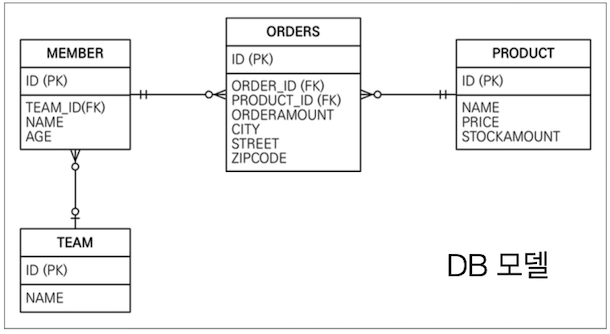 MEMBER
ID (PK)
TEAM_ID(FK)
NAME
AGE
ORDERS
ID (PK)
ORDER_ID (FK)
PRODUCT_ID (FK)
ORDERAMOUNT
CITY
STREET
ZIPCODE
PRODUCT
ID (PK)
NAME
PRICE
STOCKAMOUNT
TEAM
ID (PK)
NAME
DB 모델